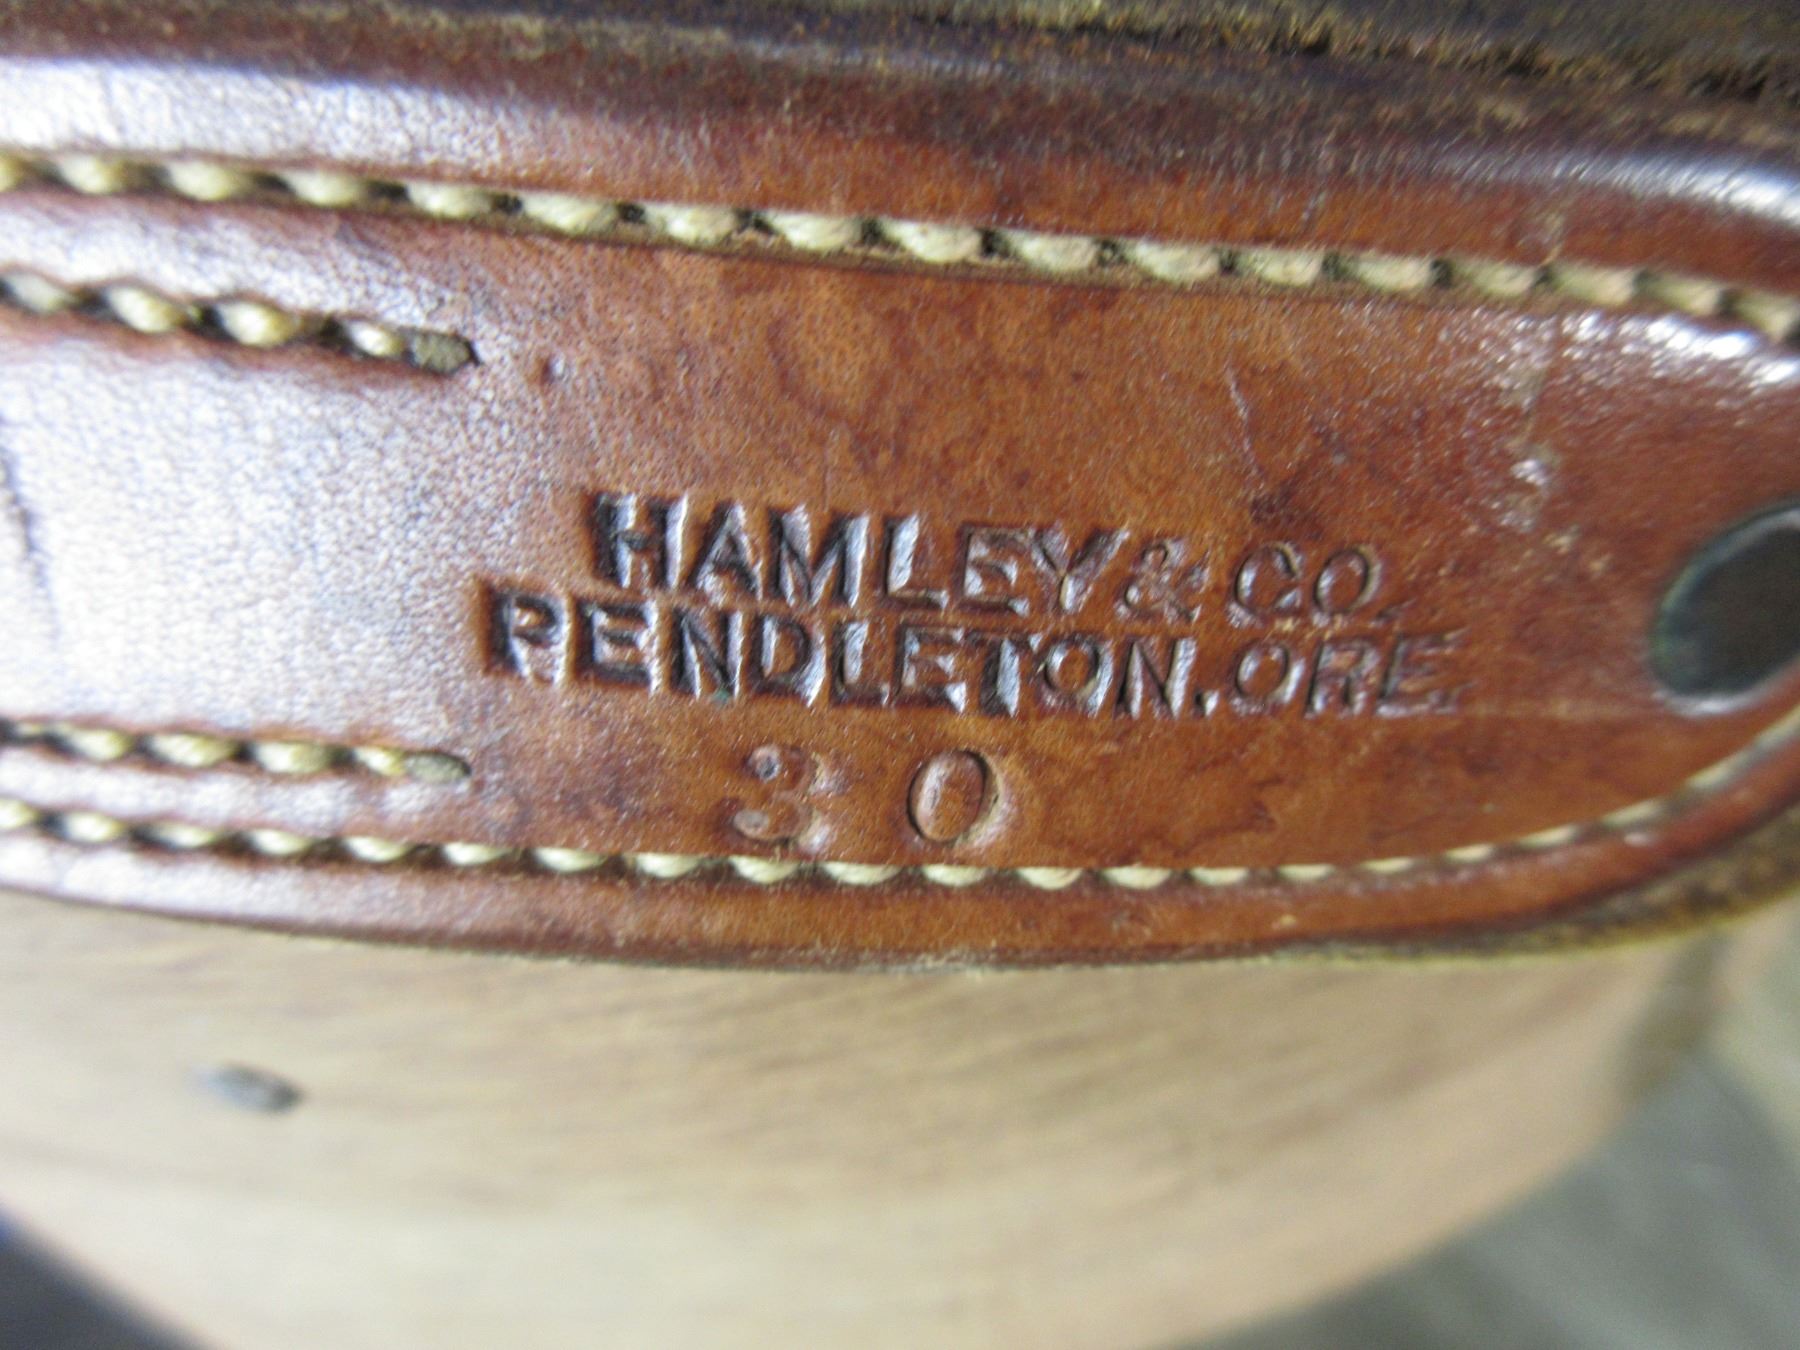 HAMLEY & CO.
PENDLETON, ORE.
30